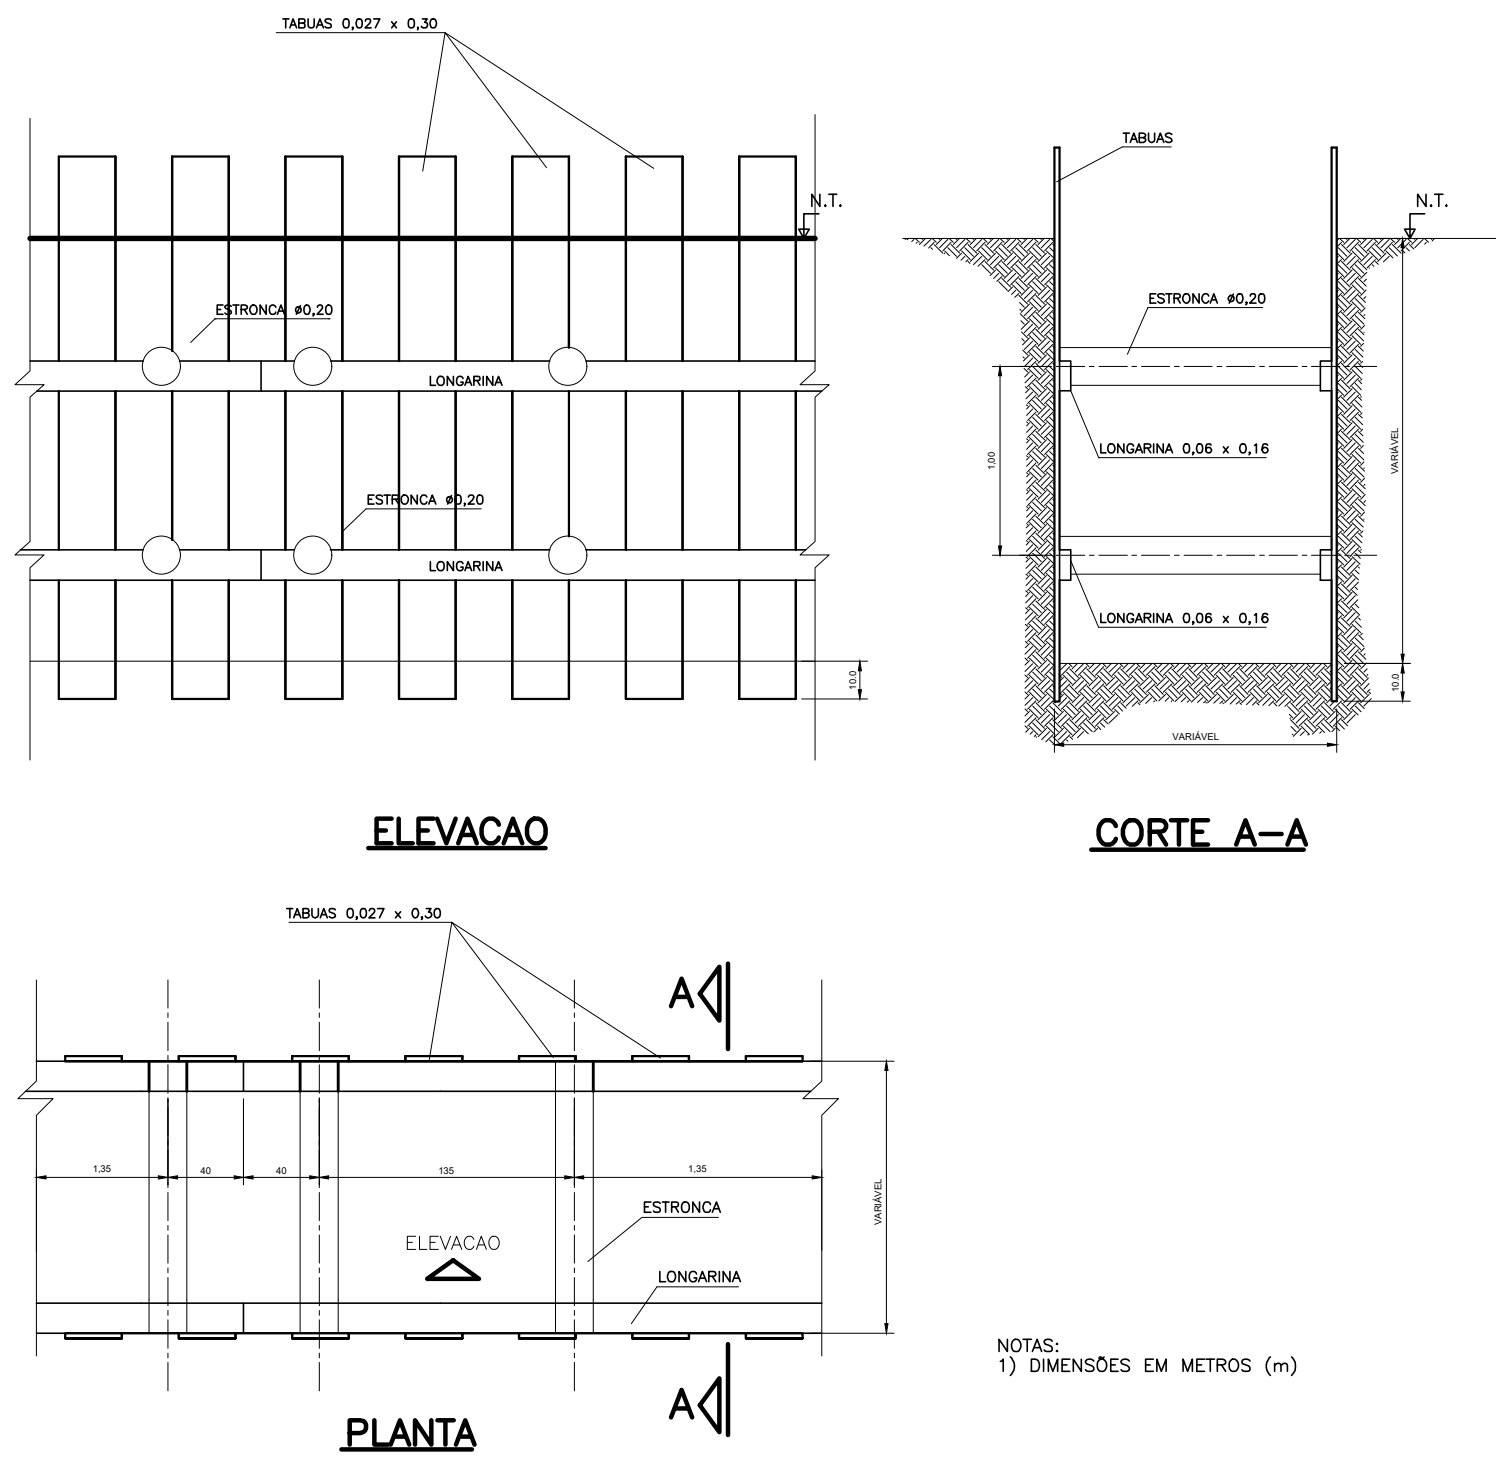 TABUAS 0,027 x 0,30
N.T.
ESTRONCA ø0,20
LONGARINA
ESTRONCA ø0,20
LONGARINA
10.0
ELEVACAO
TABUAS
N.T.
ESTRONCA ø0,20
1,00
LONGARINA 0,06 x 0,16
VARIÁVEL
LONGARINA 0,06 x 0,16
10.0
VARIÁVEL
CORTE A-A
TABUAS 0,027 x 0,30
A
1,35
40
40
135
1,35
VARIÁVEL
ESTRONCA
ELEVACAO
LONGARINA
A
PLANTA
NOTAS:
1) DIMENSÕES EM METROS (m)